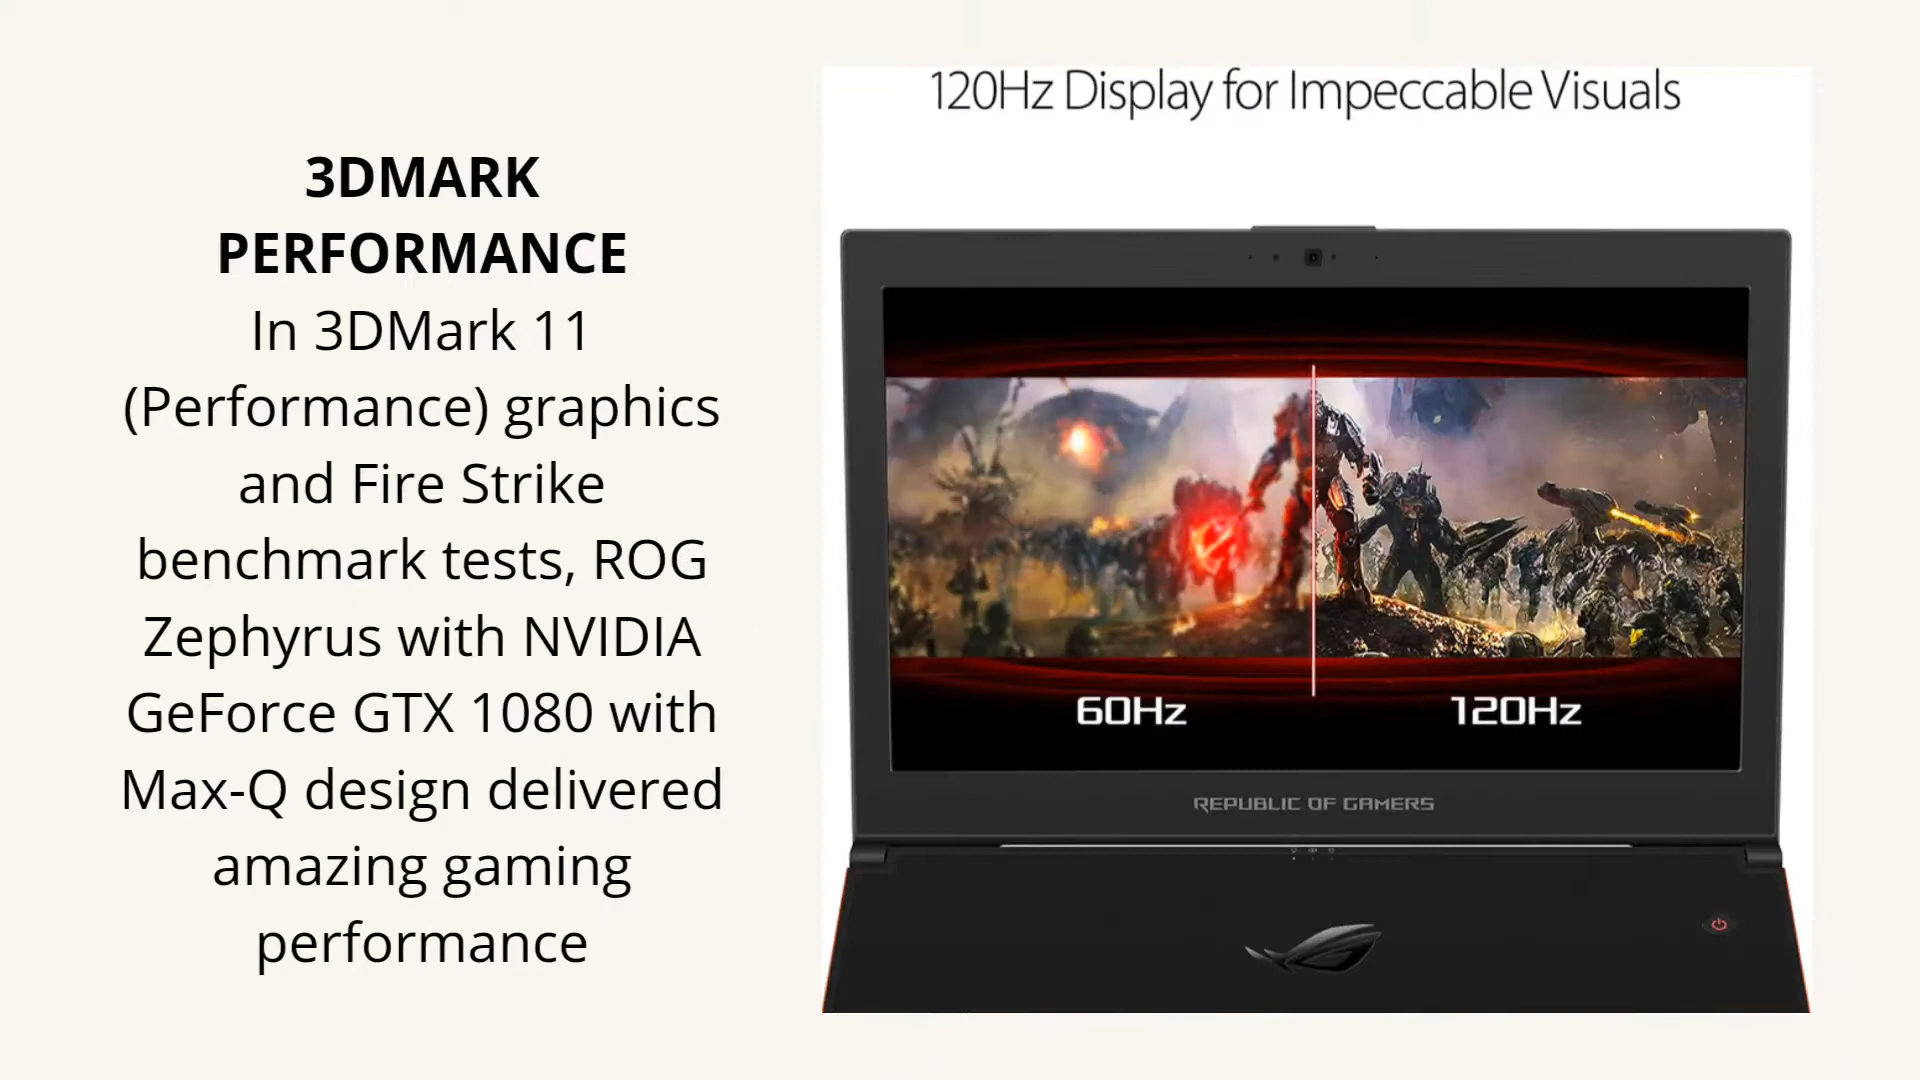 3DMARK
PERFORMANCE
In 3DMark 11
(Performance) graphics
and Fire Strike
benchmark tests, ROG
Zephyrus with NVIDIA
GeForce GTX 1080 with
Max-Q design delivered
amazing gaming
performance
120Hz Display for Impeccable Visuals
60Hz
120Hz
REPUBLIC OF GAMERS